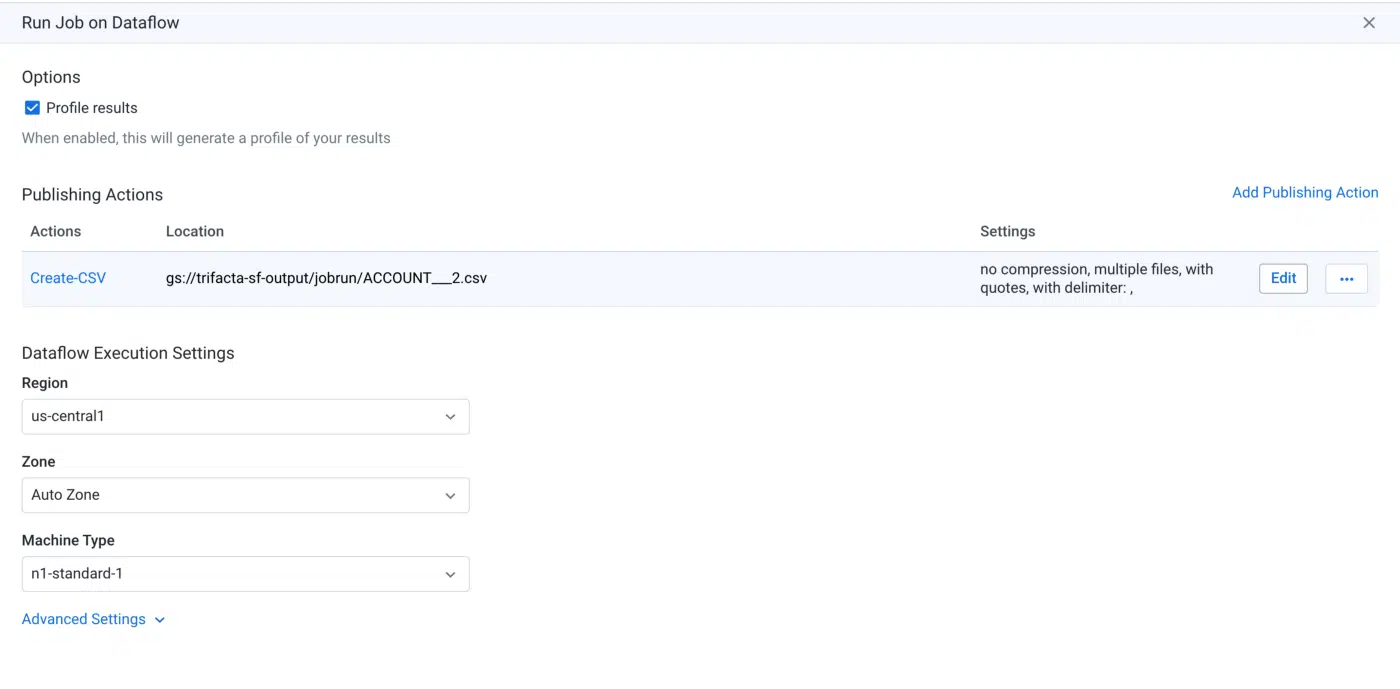 Run Job on Dataflow
Options
Profile results
When enabled, this will generate a profile of your results
Publishing Actions
Add Publishing Action
Actions Location Settings
Create-CSV gs://trifacta-sf-output/jobrun/ACCOUNT___2.csv no compression, multiple files, with
quotes, with delimiter: ,
Edit ...
Dataflow Execution Settings
Region
us-central1
Zone
Auto Zone
Machine Type
n1-standard-1
Advanced Settings